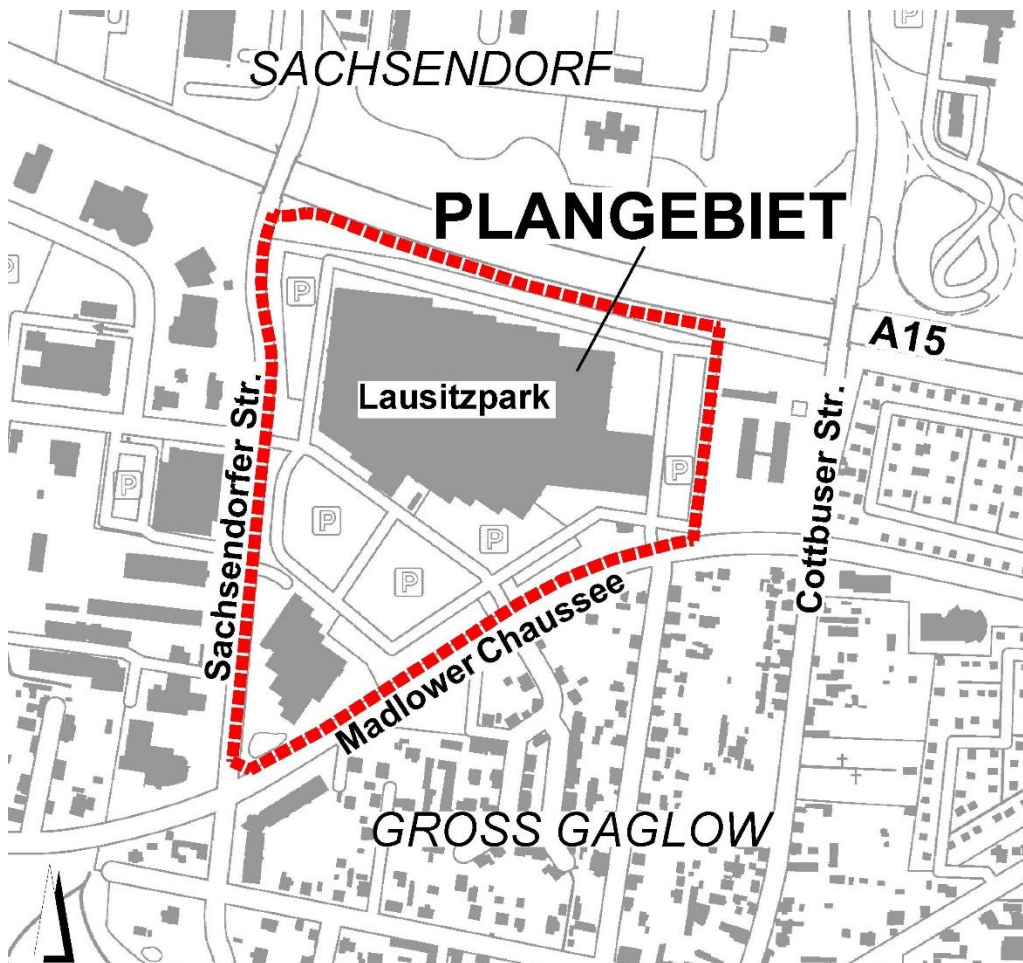 P
SACHSENDORF
PLANGEBIET
P
A15
Lausitzpark
Sachsendorfer Str.
Cottbuser Str.
P
P
P
P
P
Madlower Chaussee
GROSS GAGLOW